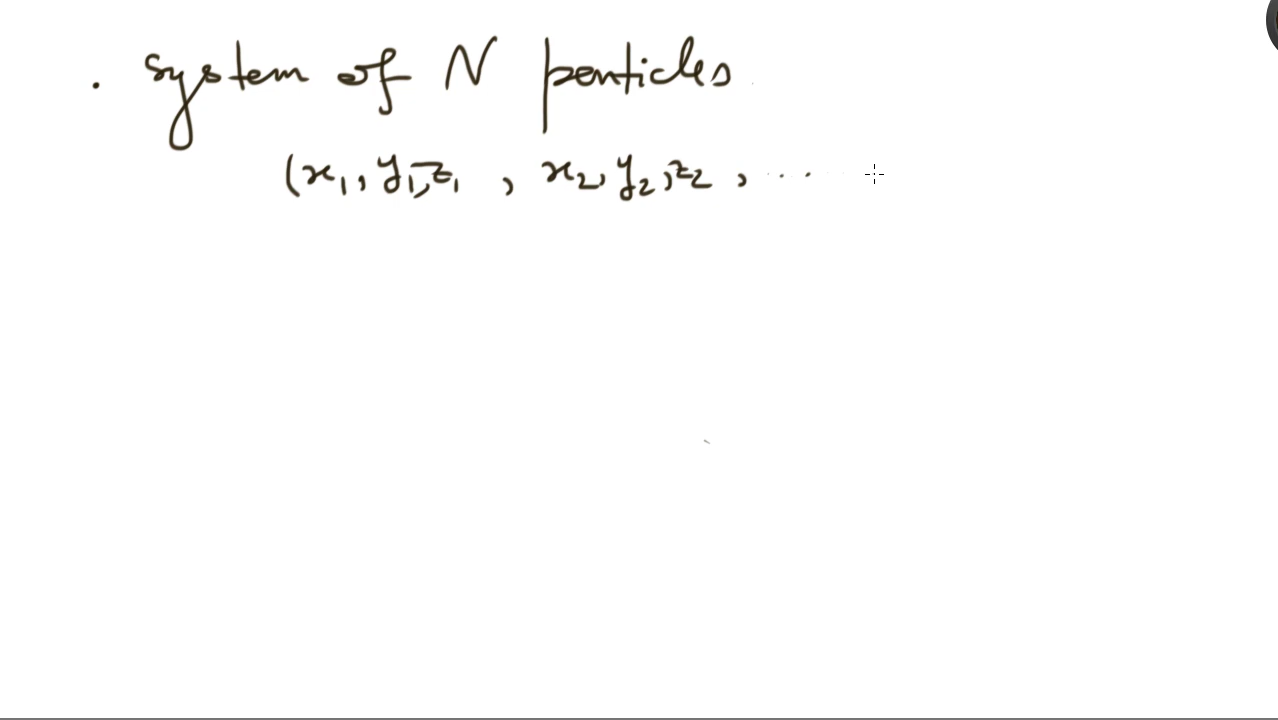 . system of N particles
(x₁, y₁, z₁ , x₂, y₂, z₂ , ....